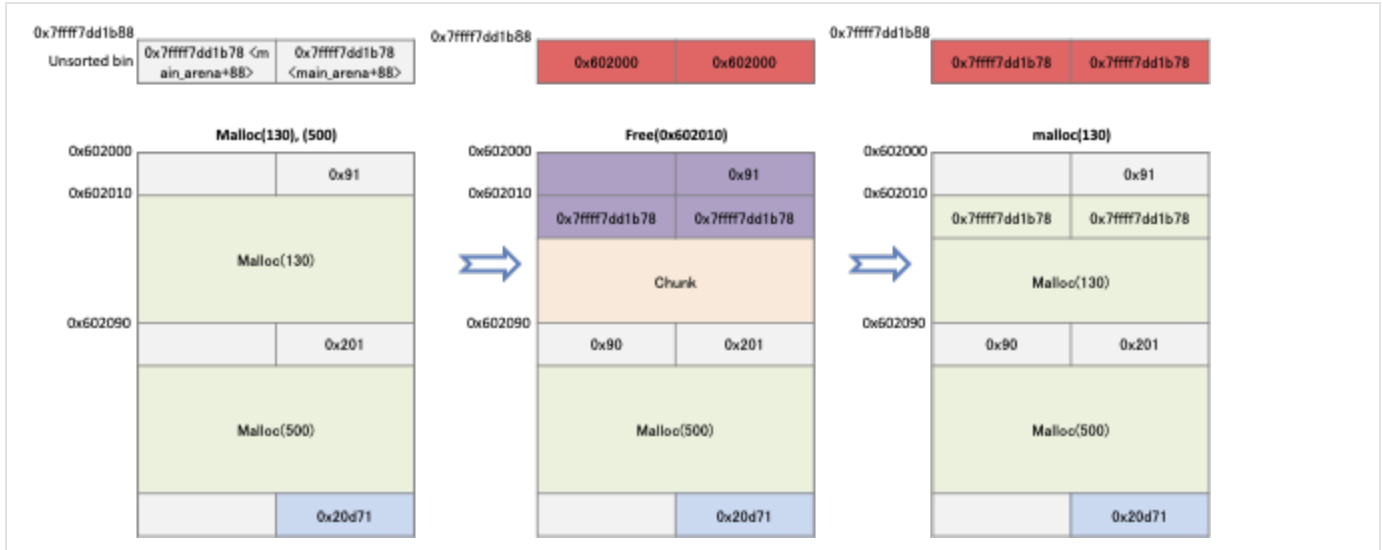 0x7ffff7dd1b88
Unsorted bin
0x7ffff7dd1b78 <m
ain_arena+88>
0x7ffff7dd1b78
<main_arena+88>
0x7ffff7dd1b88
0x602000
0x602000
0x7ffff7dd1b88
0x7ffff7dd1b78
0x7ffff7dd1b78
Malloc(130), (500)
0x602000
0x91
0x602010
Malloc(130)
0x602090
0x201
Malloc(500)
0x20d71
Free(0x602010)
0x602000
0x91
0x602010
0x7ffff7dd1b78
0x7ffff7dd1b78
Chunk
0x602090
0x90
0x201
Malloc(500)
0x20d71
malloc(130)
0x602000
0x91
0x602010
0x7ffff7dd1b78
0x7ffff7dd1b78
Malloc(130)
0x602090
0x90
0x201
Malloc(500)
0x20d71